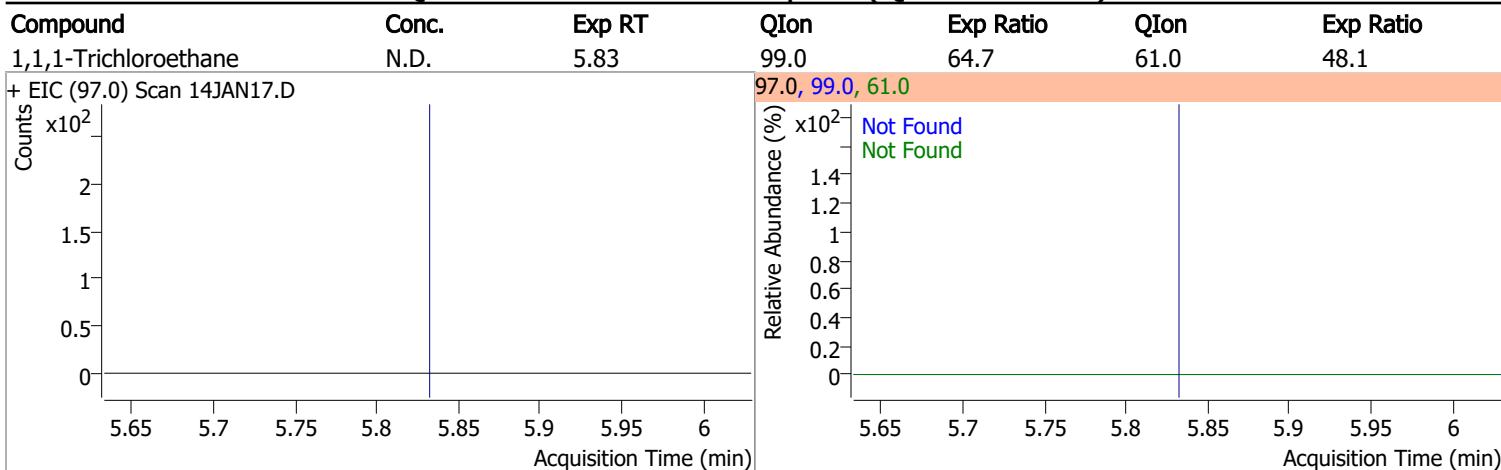 Compound Conc. Exp RT QIon Exp Ratio QIon Exp Ratio
1,1,1-Trichloroethane N.D. 5.83 99.0 64.7 61.0 48.1
+ EIC (97.0) Scan 14JAN17.D
Counts
x10²
2
1.5
1
0.5
0
5.65 5.7 5.75 5.8 5.85 5.9 5.95 6
Acquisition Time (min)
97.0, 99.0, 61.0
Relative Abundance (%)
x10²
Not Found
Not Found
1.4
1.2
1
0.8
0.6
0.4
0.2
0
5.65 5.7 5.75 5.8 5.85 5.9 5.95 6
Acquisition Time (min)